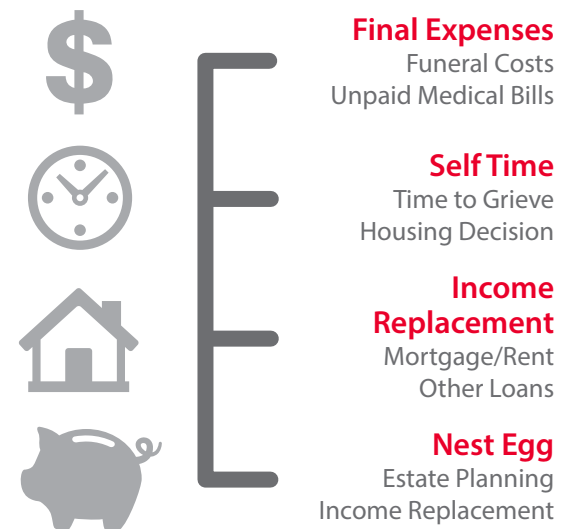 $
Final Expenses
Funeral Costs
Unpaid Medical Bills
Self Time
Time to Grieve
Housing Decision
Income
Replacement
Mortgage/Rent
Other Loans
Nest Egg
Estate Planning
Income Replacement